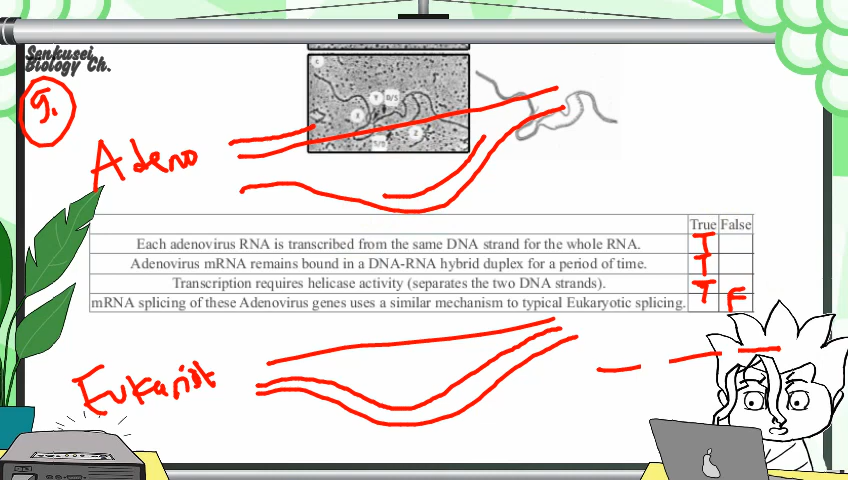 Senkusei
Biology Ch.
5.
Adeno
True False
Each adenovirus RNA is transcribed from the same DNA strand for the whole RNA. T
Adenovirus mRNA remains bound in a DNA-RNA hybrid duplex for a period of time. T
Transcription requires helicase activity (separates the two DNA strands). T
mRNA splicing of these Adenovirus genes uses a similar mechanism to typical Eukaryotic splicing. F
Eukariot